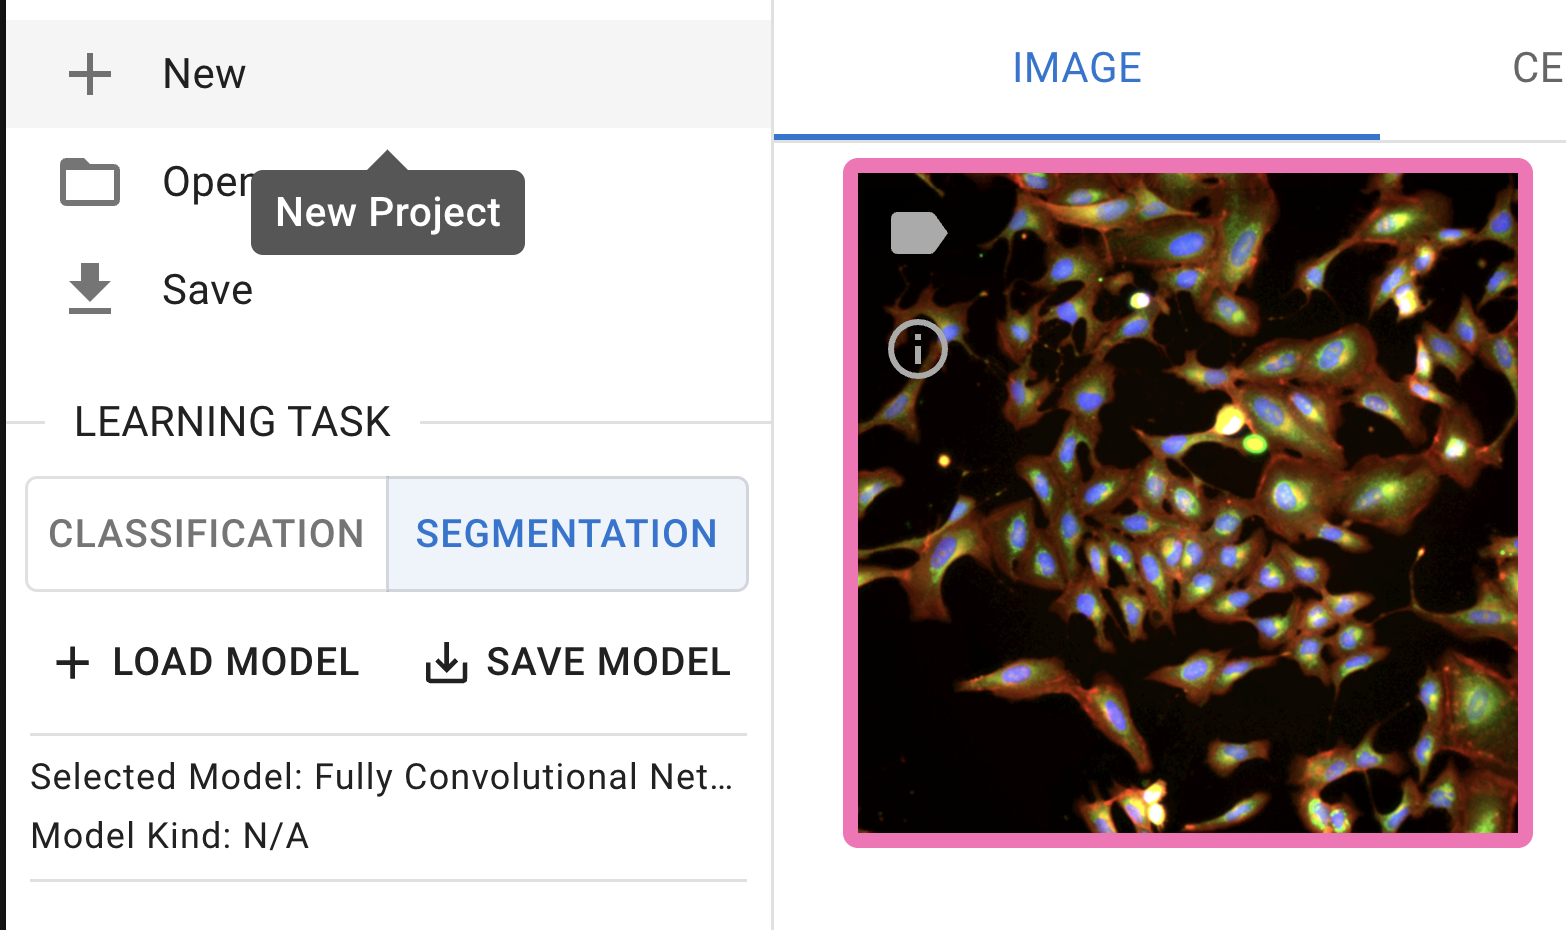 New
Open
New Project
Save
LEARNING TASK
CLASSIFICATION
SEGMENTATION
LOAD MODEL
SAVE MODEL
Selected Model: Fully Convolutional Net...
Model Kind: N/A
IMAGE
CE